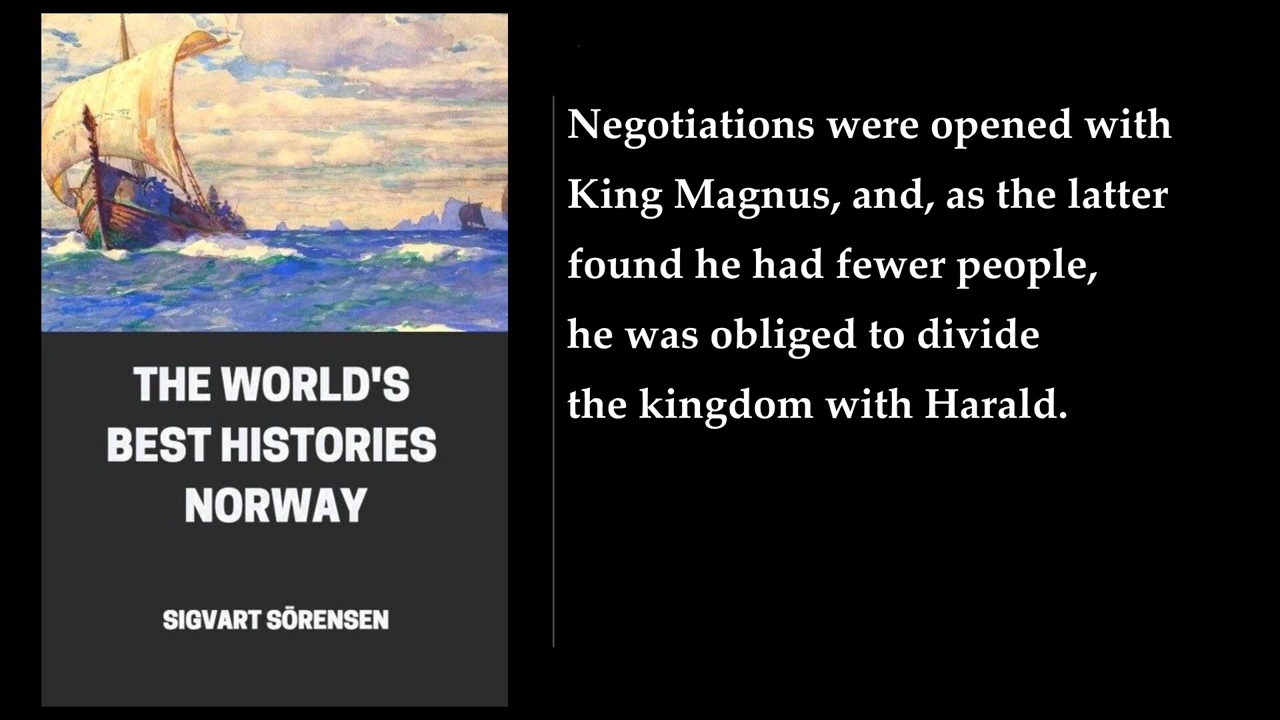 THE WORLD'S
BEST HISTORIES
NORWAY
SIGVART SÖRENSEN
Negotiations were opened with
King Magnus, and, as the latter
found he had fewer people,
he was obliged to divide
the kingdom with Harald.